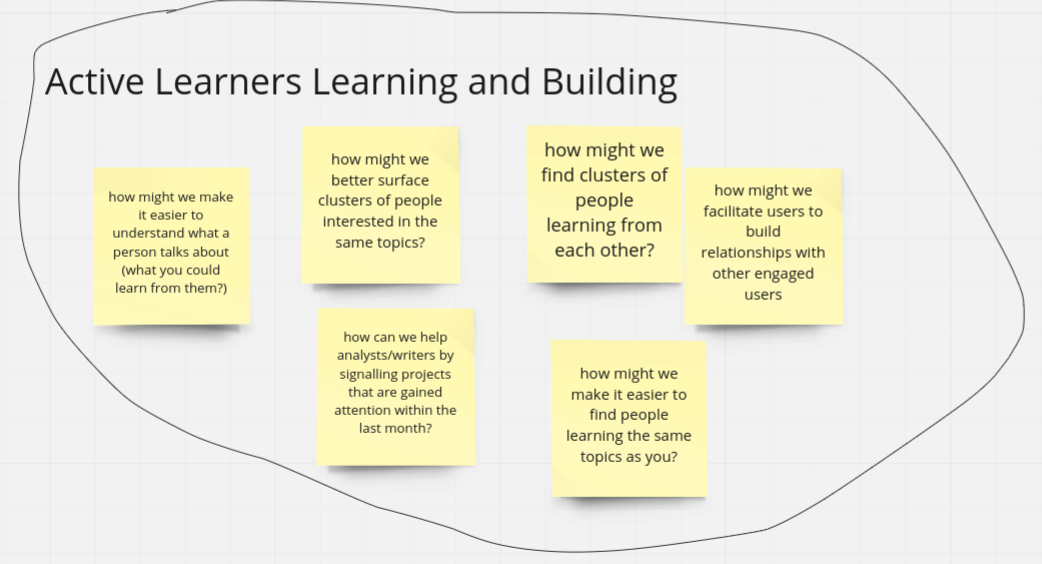 Active Learners Learning and Building
how might we make
it easier to
understand what a
person talks about
(what you could
learn from them?)
how might we
better surface
clusters of people
interested in the
same topics?
how might we
find clusters of
people
learning from
each other?
how might we
facilitate users to
build
relationships with
other engaged
users
how can we help
analysts/writers by
signalling projects
that are gained
attention within the
last month?
how might we
make it easier to
find people
learning the same
topics as you?